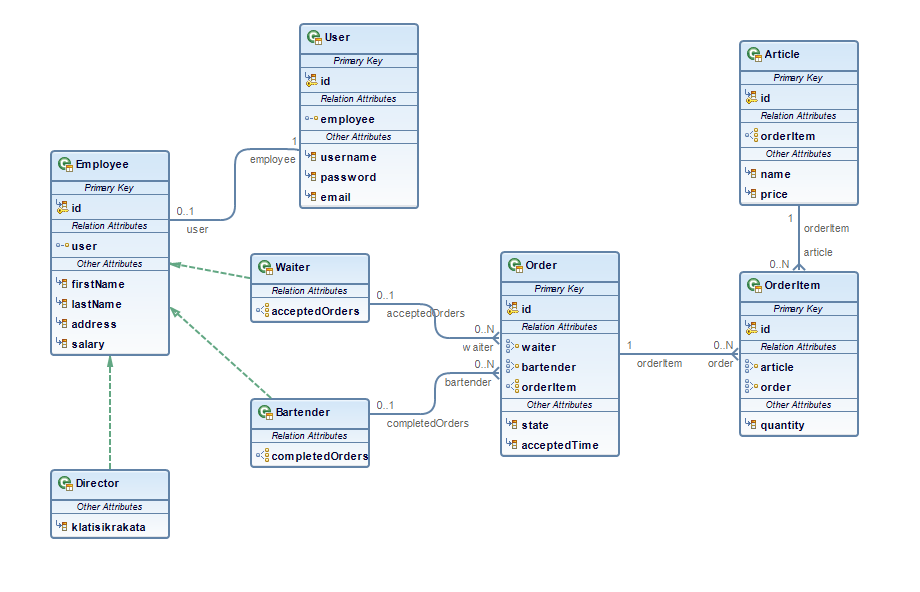 User
Primary Key
id
Relation Attributes
employee
Other Attributes
username
password
email
Article
Primary Key
id
Relation Attributes
orderItem
Other Attributes
name
price
Employee
Primary Key
id
Relation Attributes
user
Other Attributes
firstName
lastName
address
salary
1
employee
0..1
user
Waiter
Relation Attributes
acceptedOrders
0..1
acceptedOrders
0..N
waiter
Order
Primary Key
id
Relation Attributes
waiter
bartender
orderItem
Other Attributes
state
acceptedTime
1
orderItem
article
0..N
OrderItem
Primary Key
id
Relation Attributes
article
order
Other Attributes
quantity
1
orderItem
0..N
order
0..N
bartender
0..1
completedOrders
Bartender
Relation Attributes
completedOrders
Director
Other Attributes
klatisikrakata